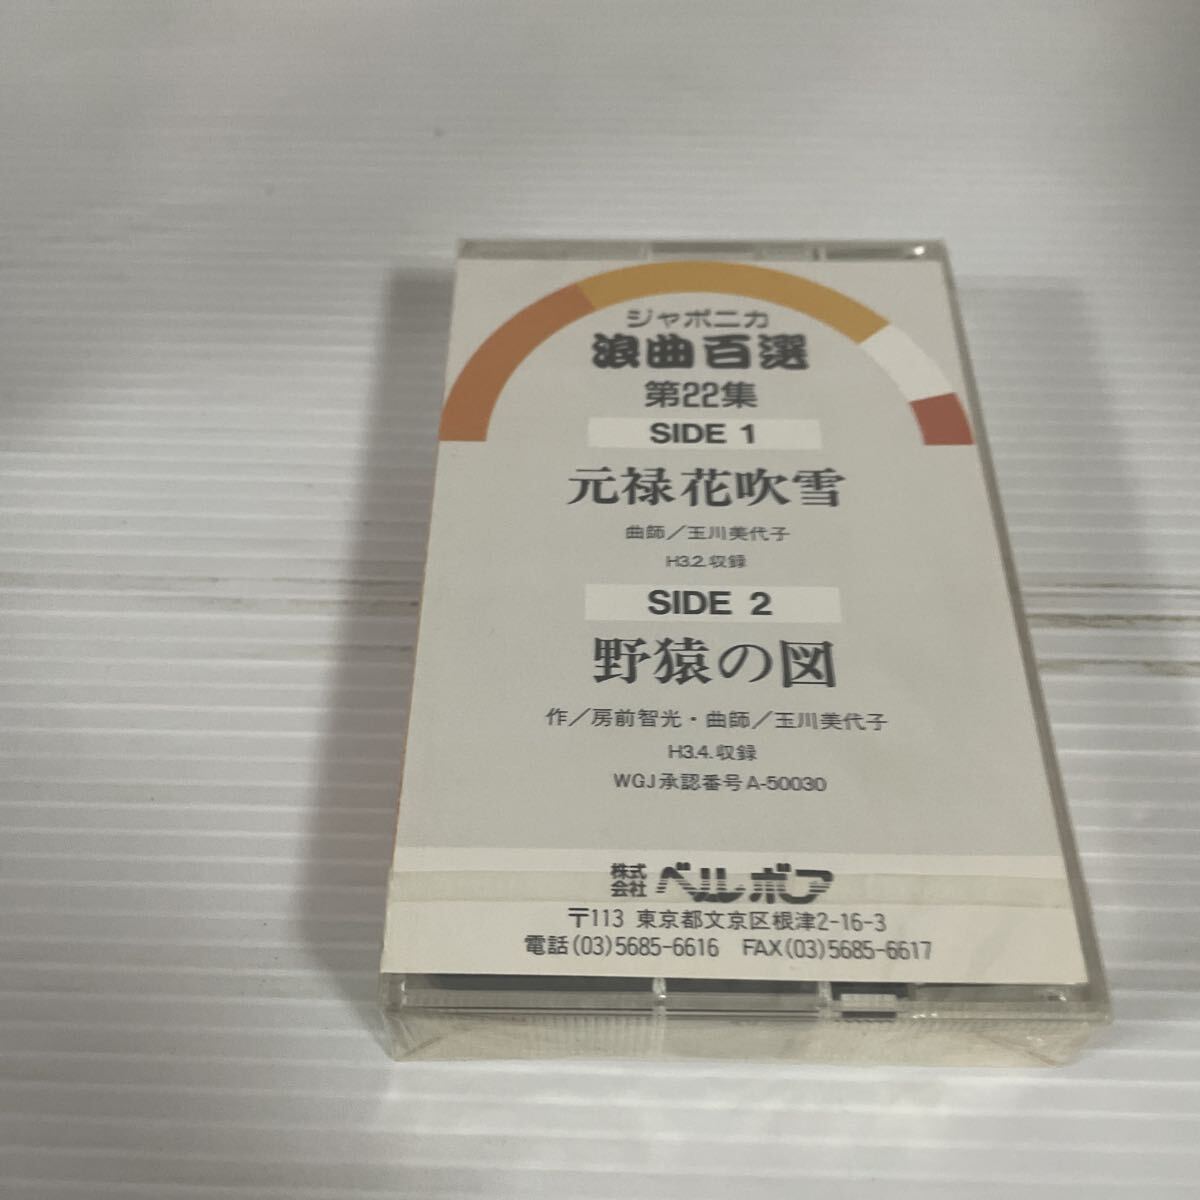 ジャポニカ
浪曲百選
第22集
SIDE 1
元禄花吹雪
曲師／玉川美代子
H3.2.収録
SIDE 2
野猿の図
作／房前智光・曲師／玉川美代子
H3.4.収録
WGJ承認番号A-50030
株式会社 ベルボア
〒113 東京都文京区根津2-16-3
電話(03)5685-6616 FAX(03)5685-6617